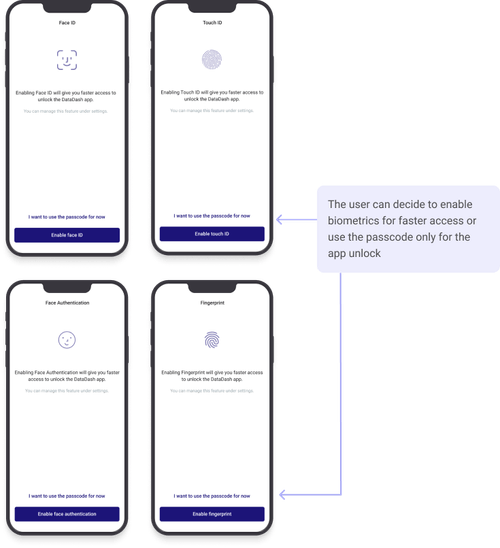 Face ID
Enabling Face ID will give you faster access to
unlock the DataDash app.
You can manage this feature under settings.
I want to use the passcode for now
Enable face ID
Touch ID
Enabling Touch ID will give you faster access to
unlock the DataDash app.
You can manage this feature under settings.
I want to use the passcode for now
Enable touch ID
The user can decide to enable
biometrics for faster access or
use the passcode only for the
app unlock
Face Authentication
Enabling Face Authentication will give you faster
access to unlock the DataDash app.
You can manage this feature under settings.
I want to use the passcode for now
Enable face authentication
Fingerprint
Enabling Fingerprint will give you faster access
to unlock the DataDash app.
You can manage this feature under settings.
I want to use the passcode for now
Enable fingerprint